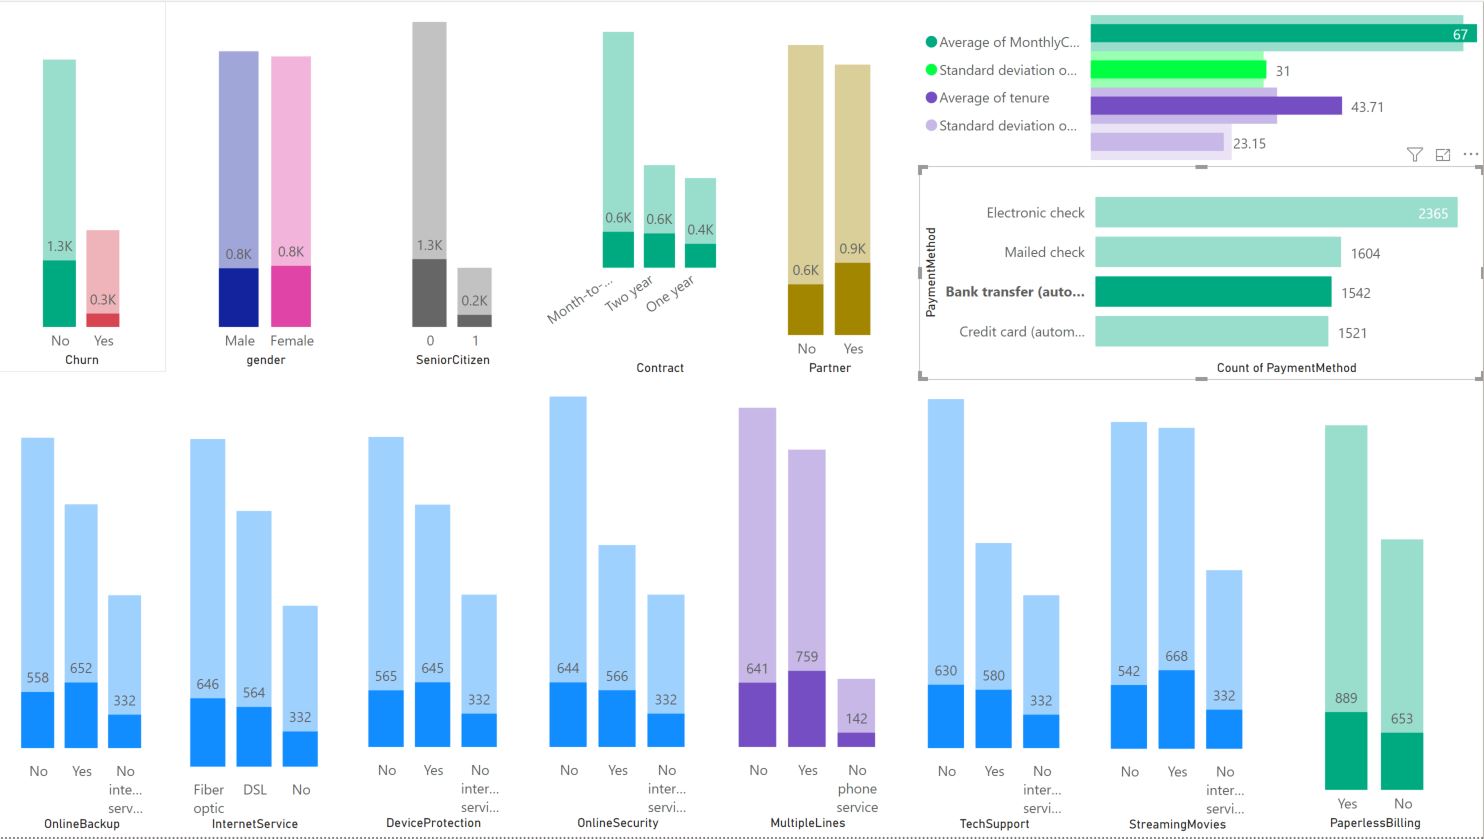 1.3K
0.3K
No Yes
Churn
0.8K
0.8K
Male Female
gender
1.3K
0.2K
0 1
SeniorCitizen
0.6K
0.6K
0.4K
Month-to-...
Two year
One year
Contract
0.6K
0.9K
No Yes
Partner
Average of MonthlyC...
Standard deviation o...
Average of tenure
Standard deviation o...
67
31
43.71
23.15
...
PaymentMethod
Electronic check 2365
Mailed check 1604
Bank transfer (auto... 1542
Credit card (autom... 1521
Count of PaymentMethod
558
652
332
No Yes No
inte...
serv...
OnlineBackup
646
564
332
Fiber DSL No
optic
InternetService
565
645
332
No Yes No
inter...
servi...
DeviceProtection
644
566
332
No Yes No
inter...
servi...
OnlineSecurity
641
759
142
No Yes No
phone
service
MultipleLines
630
580
332
No Yes No
inter...
servi...
TechSupport
542
668
332
No Yes No
inter...
servi...
StreamingMovies
889
653
Yes No
PaperlessBilling